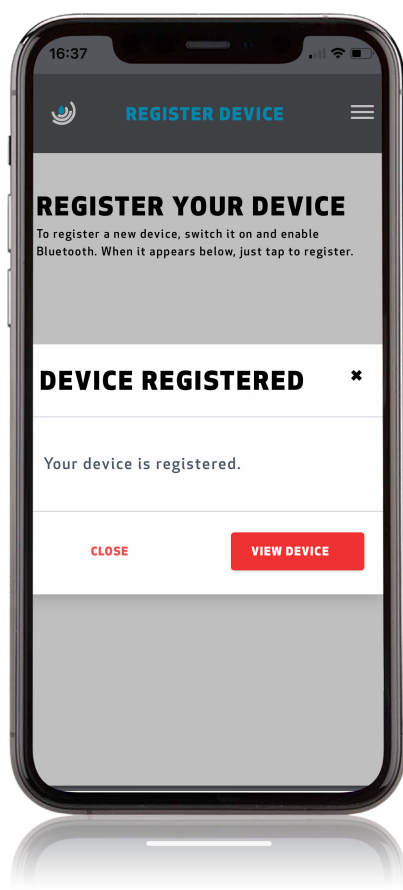 16:37
REGISTER DEVICE
REGISTER YOUR DEVICE
To register a new device, switch it on and enable
Bluetooth. When it appears below, just tap to register.
DEVICE REGISTERED ✖
Your device is registered.
CLOSE VIEW DEVICE